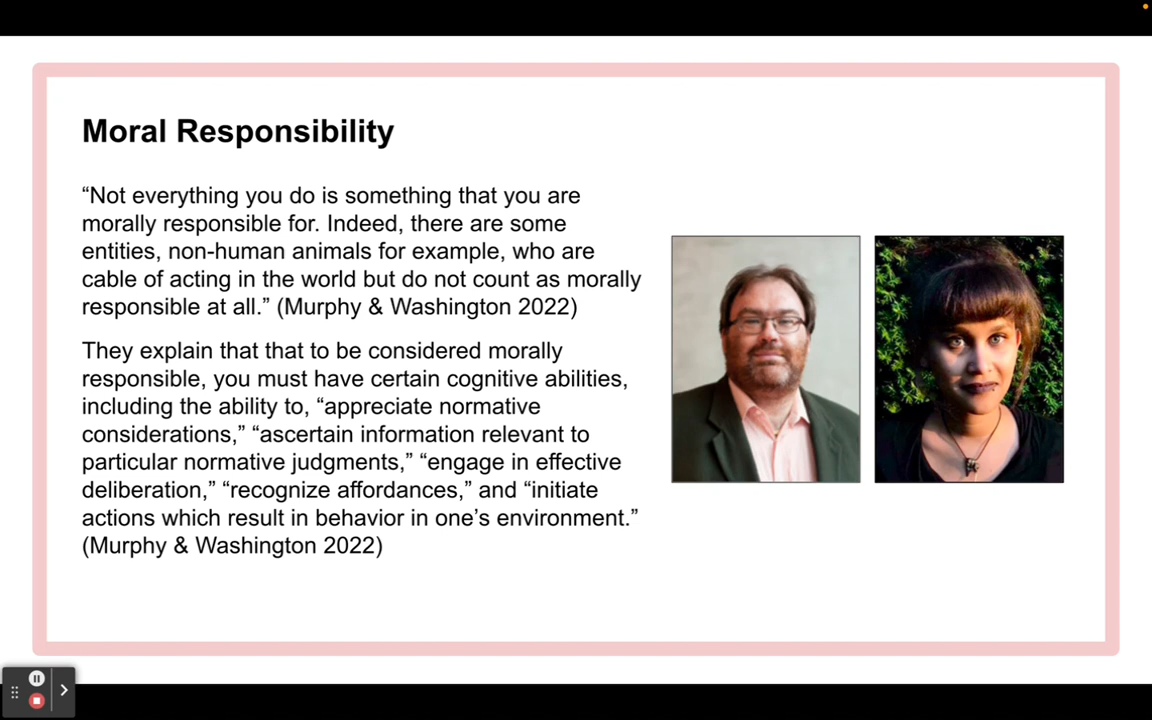 Moral Responsibility
“Not everything you do is something that you are
morally responsible for. Indeed, there are some
entities, non-human animals for example, who are
cable of acting in the world but do not count as morally
responsible at all.” (Murphy & Washington 2022)
They explain that that to be considered morally
responsible, you must have certain cognitive abilities,
including the ability to, “appreciate normative
considerations,” “ascertain information relevant to
particular normative judgments,” “engage in effective
deliberation,” “recognize affordances,” and “initiate
actions which result in behavior in one’s environment.”
(Murphy & Washington 2022)